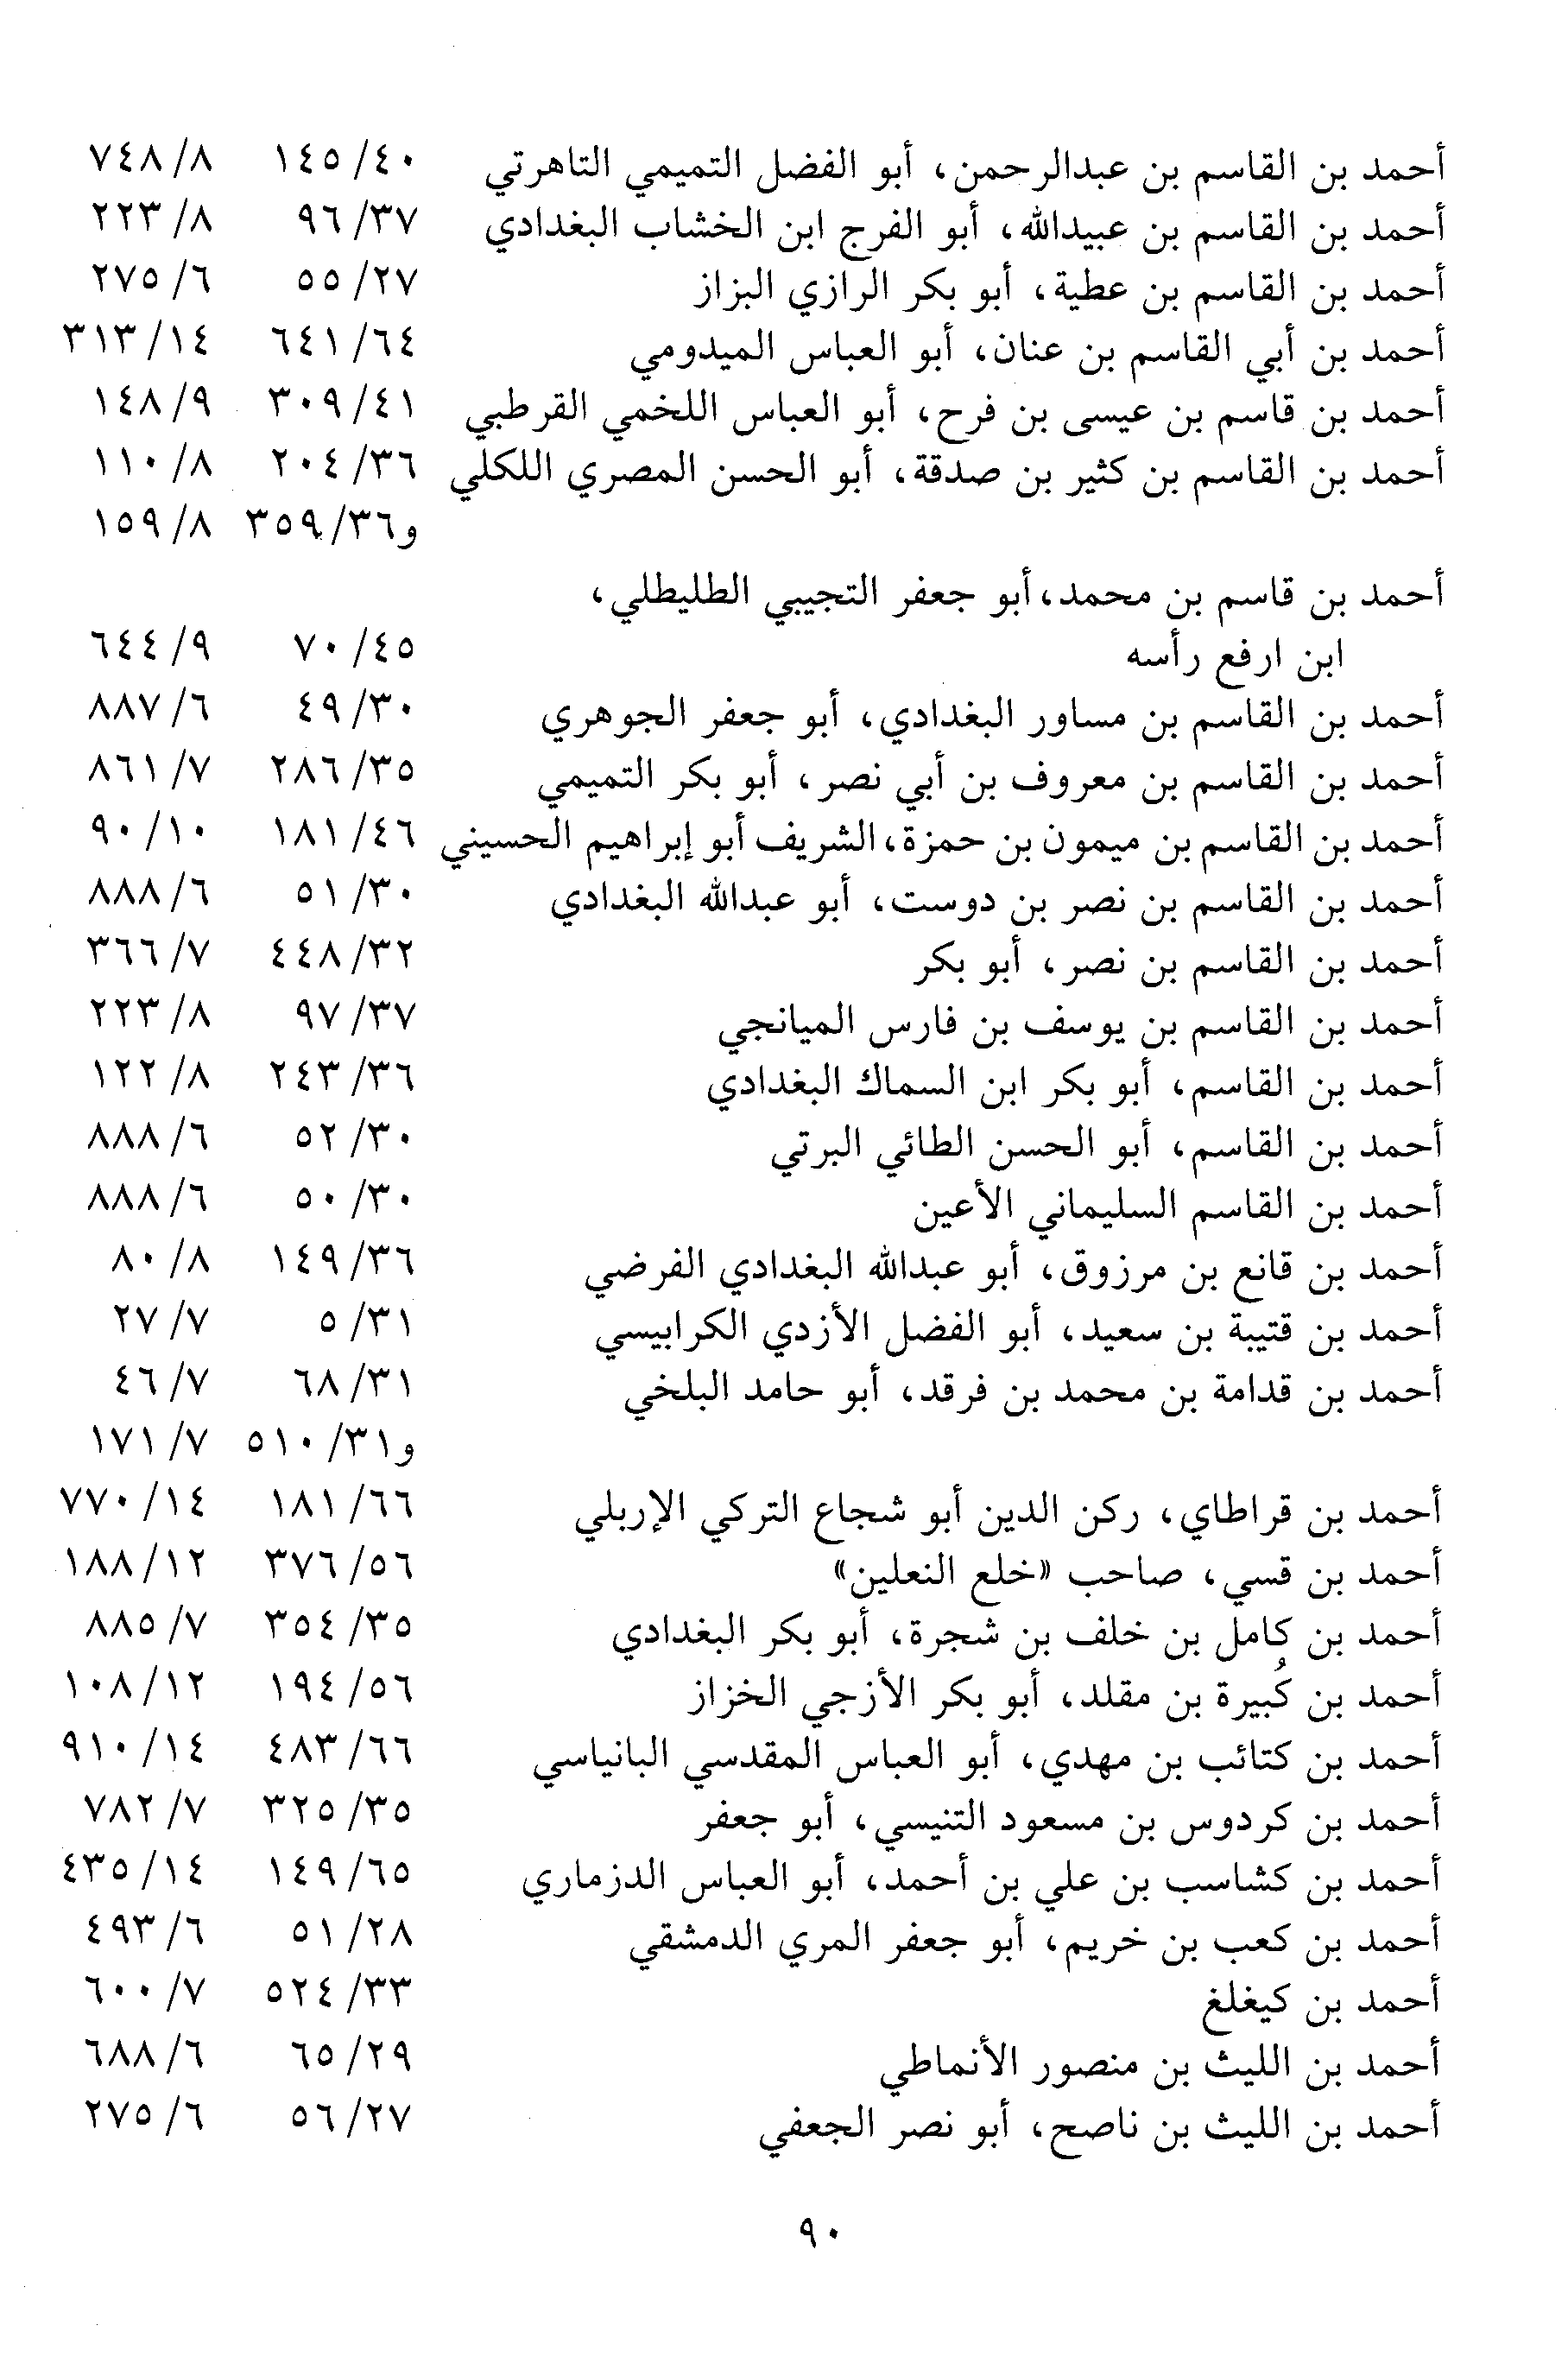 أحمد بن القاسم بن عبدالرحمن، أبو الفضل التميمي التاهرتي ٤٠/ ١٤٥ ٨/ ٧٤٨
أحمد بن القاسم بن عبيدالله، أبو الفرج ابن الخشاب البغدادي ٣٧/ ٩٦ ٨/ ٢٢٣
أحمد بن القاسم بن عطية، أبو بكر الرازي البزاز ٢٧/ ٥٥ ٦/ ٢٧٥
أحمد بن أبي القاسم بن عنان، أبو العباس الميدومي ٦٤/ ٦٤١ ١٤/ ٣١٣
أحمد بن قاسم بن عيسى بن فرح، أبو العباس اللخمي القرطبي ٤١/ ٣٠٩ ٩/ ١٤٨
أحمد بن القاسم بن كثير بن صدقة، أبو الحسن المصري اللكلي ٣٦/ ٢٠٤ ٨/ ١١٠
و٣٦/ ٣٥٩ ٨/ ١٥٩
أحمد بن قاسم بن محمد، أبو جعفر التجيبي الطليطلي،
ابن ارفع رأسه ٤٥/ ٧٠ ٩/ ٦٤٤
أحمد بن القاسم بن مساور البغدادي، أبو جعفر الجوهري ٣٠/ ٤٩ ٦/ ٨٨٧
أحمد بن القاسم بن معروف بن أبي نصر، أبو بكر التميمي ٣٥/ ٢٨٦ ٧/ ٨٦١
أحمد بن القاسم بن ميمون بن حمزة، الشريف أبو إبراهيم الحسيني ٤٦/ ١٨١ ١٠/ ٩٠
أحمد بن القاسم بن نصر بن دوست، أبو عبدالله البغدادي ٣٠/ ٥١ ٦/ ٨٨٨
أحمد بن القاسم بن نصر، أبو بكر ٣٢/ ٤٤٨ ٧/ ٣٦٦
أحمد بن القاسم بن يوسف بن فارس الميانجي ٣٧/ ٩٧ ٨/ ٢٢٣
أحمد بن القاسم، أبو بكر ابن السماك البغدادي ٣٦/ ٢٤٣ ٨/ ١٢٢
أحمد بن القاسم، أبو الحسن الطائي البرتي ٣٠/ ٥٢ ٦/ ٨٨٨
أحمد بن القاسم السليماني الأعين ٣٠/ ٥٠ ٦/ ٨٨٨
أحمد بن قانع بن مرزوق، أبو عبدالله البغدادي الفرضي ٣٦/ ١٤٩ ٨/ ٨٠
أحمد بن قتيبة بن سعيد، أبو الفضل الأزدي الكرابيسي ٣١/ ٥ ٧/ ٢٧
أحمد بن قدامة بن محمد بن فرقد، أبو حامد البلخي ٣١/ ٦٨ ٧/ ٤٦
و٣١/ ٥١٠ ٧/ ١٧١
أحمد بن قراطاي، ركن الدين أبو شجاع التركي الإربلي ٦٦/ ١٨١ ١٤/ ٧٧٠
أحمد بن قسي، صاحب «خلع النعلين» ٥٦/ ٣٧٦ ١٢/ ١٨٨
أحمد بن كامل بن خلف بن شجرة، أبو بكر البغدادي ٣٥/ ٣٥٤ ٧/ ٨٨٥
أحمد بن كُبيرة بن مقلد، أبو بكر الأزجي الخزاز ٥٦/ ١٩٤ ١٢/ ١٠٨
أحمد بن كتائب بن مهدي، أبو العباس المقدسي البانياسي ٦٦/ ٤٨٣ ١٤/ ٩١٠
أحمد بن كردوس بن مسعود التنيسي، أبو جعفر ٣٥/ ٣٢٥ ٧/ ٧٨٢
أحمد بن كشاسب بن علي بن أحمد، أبو العباس الدزماري ٦٥/ ١٤٩ ١٤/ ٤٣٥
أحمد بن كعب بن خريم، أبو جعفر المري الدمشقي ٢٨/ ٥١ ٦/ ٤٩٣
أحمد بن كيغلغ ٣٣/ ٥٢٤ ٧/ ٦٠٠
أحمد بن الليث بن منصور الأنماطي ٢٩/ ٦٥ ٦/ ٦٨٨
أحمد بن الليث بن ناصح، أبو نصر الجعفي ٢٧/ ٥٦ ٦/ ٢٧٥
٩٠